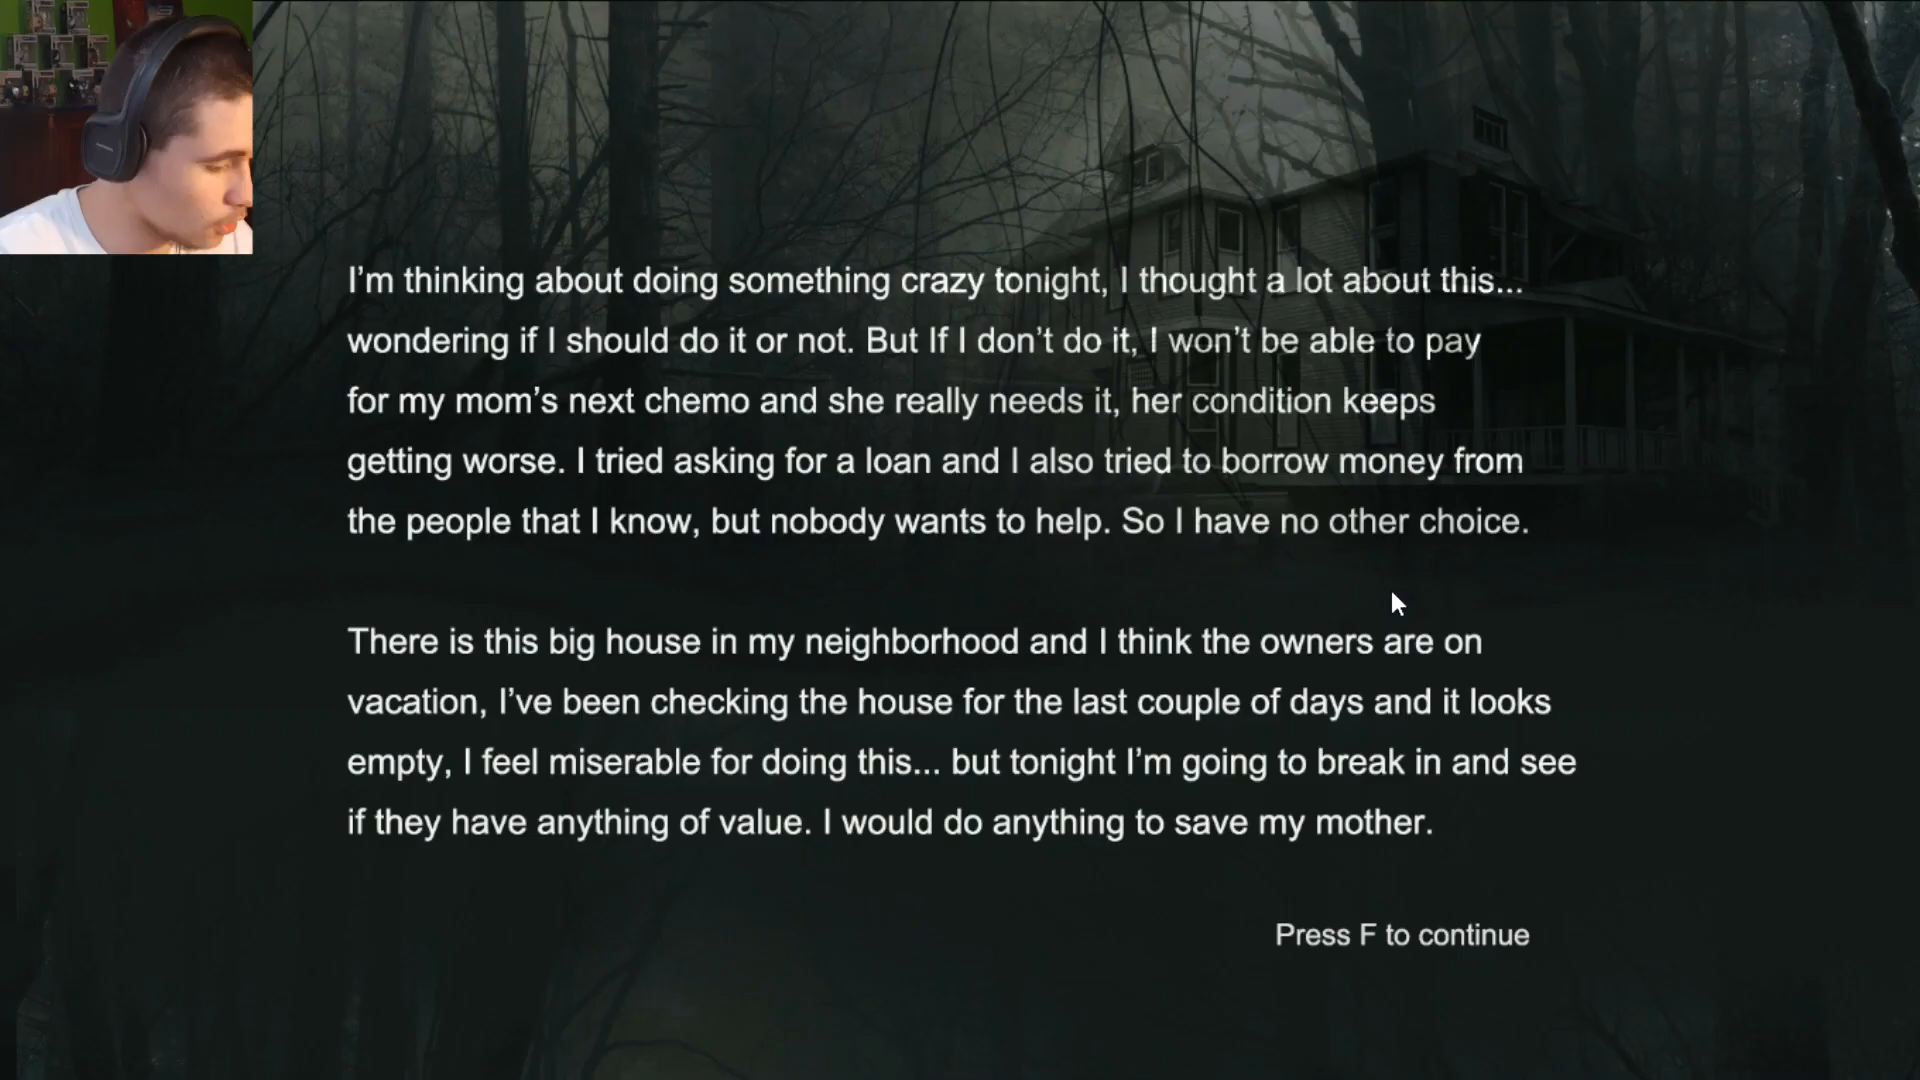 I'm thinking about doing something crazy tonight, I thought a lot about this...
wondering if I should do it or not. But If I don't do it, I won't be able to pay
for my mom's next chemo and she really needs it, her condition keeps
getting worse. I tried asking for a loan and I also tried to borrow money from
the people that I know, but nobody wants to help. So I have no other choice.
There is this big house in my neighborhood and I think the owners are on
vacation, I've been checking the house for the last couple of days and it looks
empty, I feel miserable for doing this... but tonight I'm going to break in and see
if they have anything of value. I would do anything to save my mother.
Press F to continue